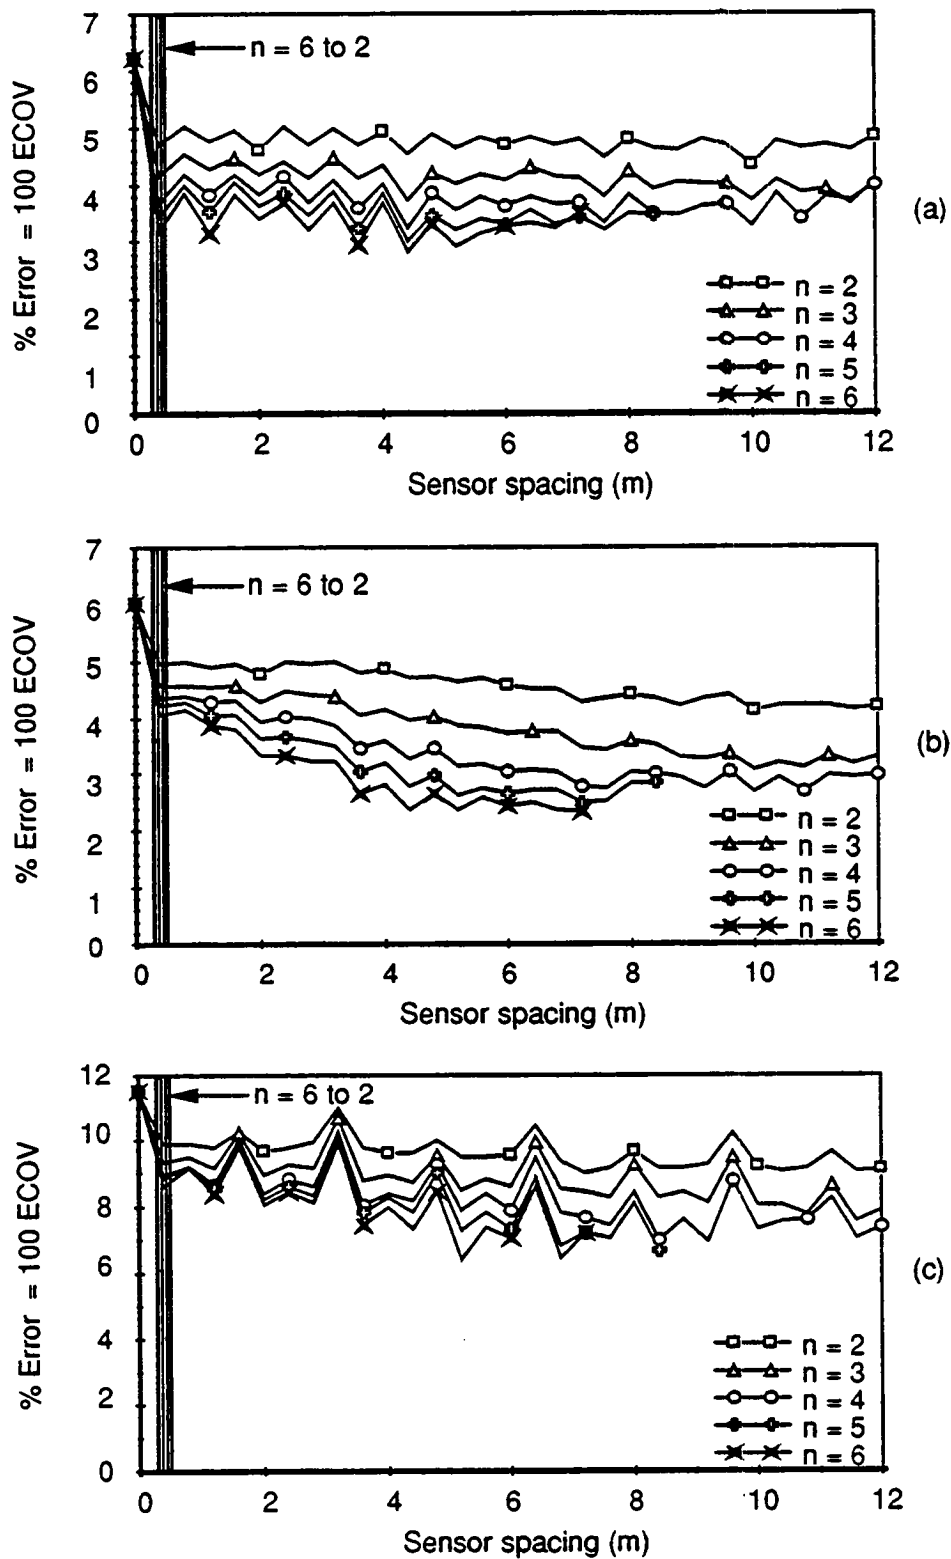 7
6
5
4
3
2
1
0
% Error = 100 ECOV
n = 6 to 2
n = 2
n = 3
n = 4
n = 5
n = 6
0 2 4 6 8 10 12
Sensor spacing (m)
(a)
7
6
5
4
3
2
1
0
% Error = 100 ECOV
n = 6 to 2
n = 2
n = 3
n = 4
n = 5
n = 6
0 2 4 6 8 10 12
Sensor spacing (m)
(b)
12
10
8
6
4
2
0
% Error = 100 ECOV
n = 6 to 2
n = 2
n = 3
n = 4
n = 5
n = 6
0 2 4 6 8 10 12
Sensor spacing (m)
(c)